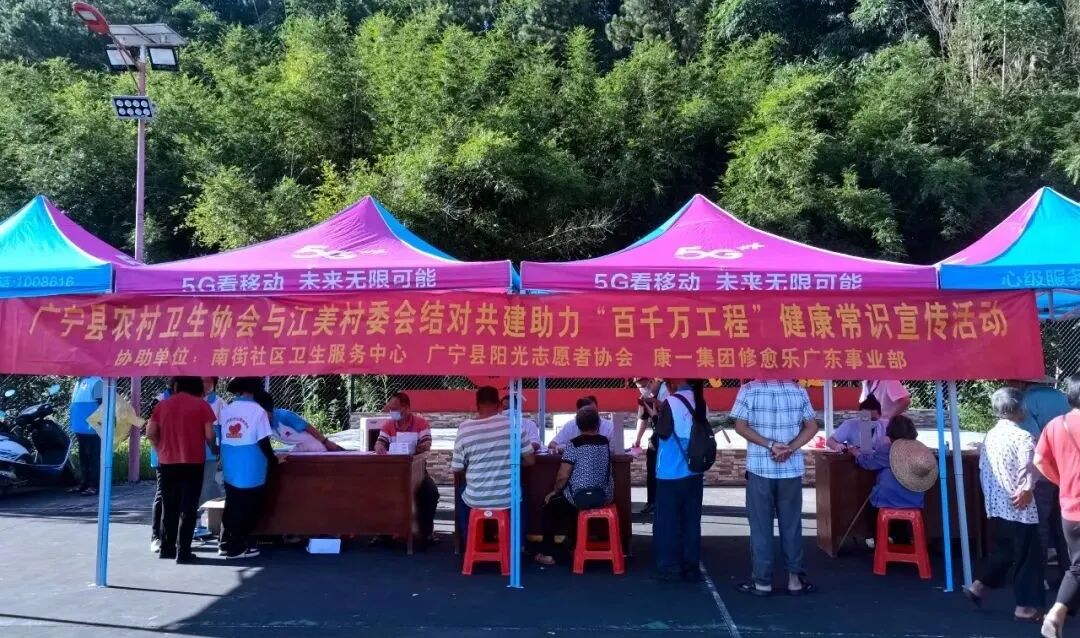 5G
5G看移动 未来无限可能
5G
5G看移动 未来无限可能
心级服务
广宁县农村卫生协会与江美村委会结对共建助力“百千万工程”健康常识宣传活动
协助单位：南街社区卫生服务中心 广宁县阳光志愿者协会 康一集团修愈乐广东事业部